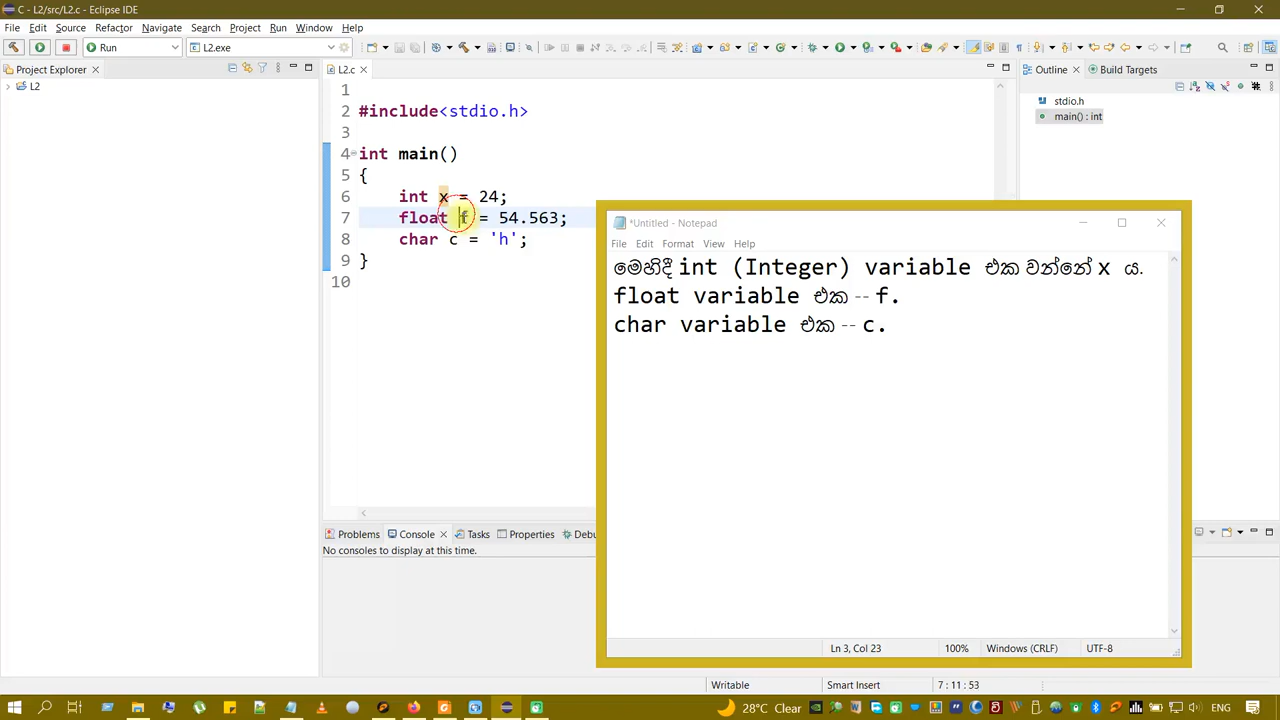 C - L2/src/L2.c - Eclipse IDE
File Edit Source Refactor Navigate Search Project Run Window Help
Run L2.exe
Project Explorer
L2
L2.c
1
2 #include<stdio.h>
3
4 int main()
5 {
6 int x = 24;
7 float f = 54.563;
8 char c = 'h';
9 }
10
Outline Build Targets
stdio.h
main() : int
*Untitled - Notepad
File Edit Format View Help
මෙහිදී int (Integer) variable එක වන්නේ x ය.
float variable එක -- f.
char variable එක -- c.
Ln 3, Col 23 100% Windows (CRLF) UTF-8
Problems Console Tasks Properties Debu
No consoles to display at this time.
Writable Smart Insert 7 : 11 : 53
28°C Clear ENG